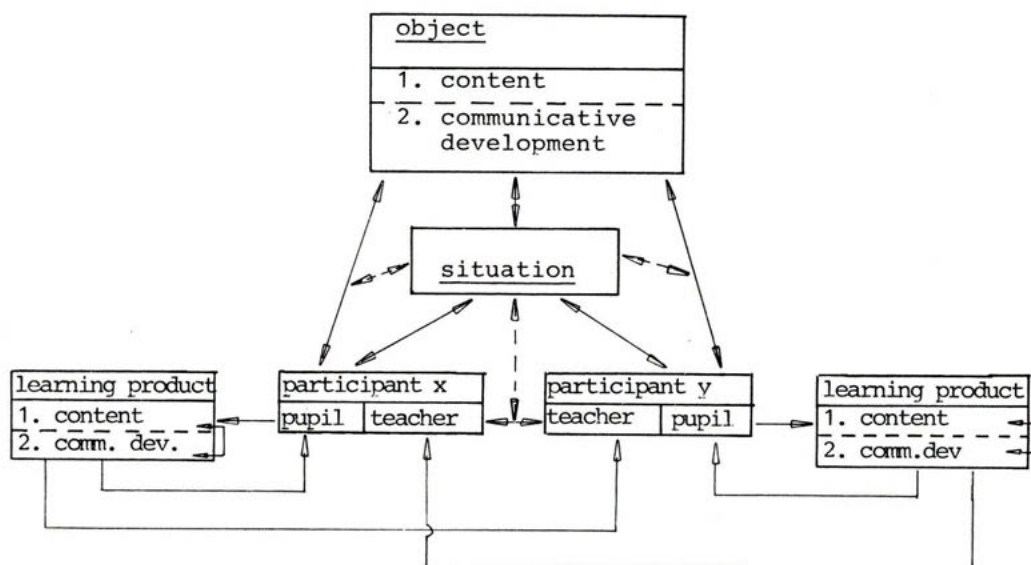 object
1. content
2. communicative
development
situation
learning product
1. content
2. comm. dev.
participant x
pupil teacher
participant y
teacher pupil
learning product
1. content
2. comm.dev